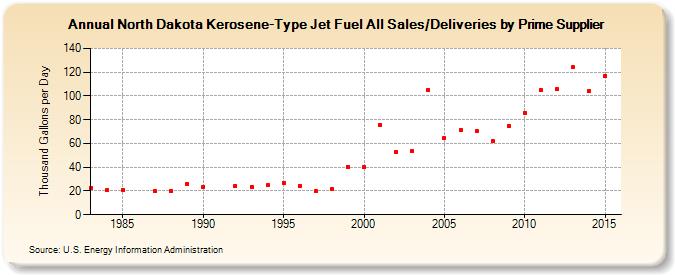 Annual North Dakota Kerosene-Type Jet Fuel All Sales/Deliveries by Prime Supplier
Thousand Gallons per Day
140
120
100
80
60
40
20
0
1985 1990 1995 2000 2005 2010 2015
Source: U.S. Energy Information Administration